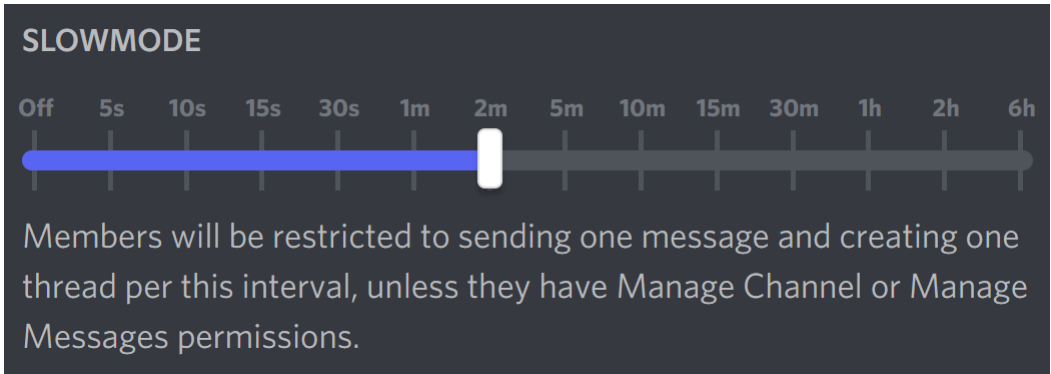 SLOWMODE
Off 5s 10s 15s 30s 1m 2m 5m 10m 15m 30m 1h 2h 6h
Members will be restricted to sending one message and creating one
thread per this interval, unless they have Manage Channel or Manage
Messages permissions.